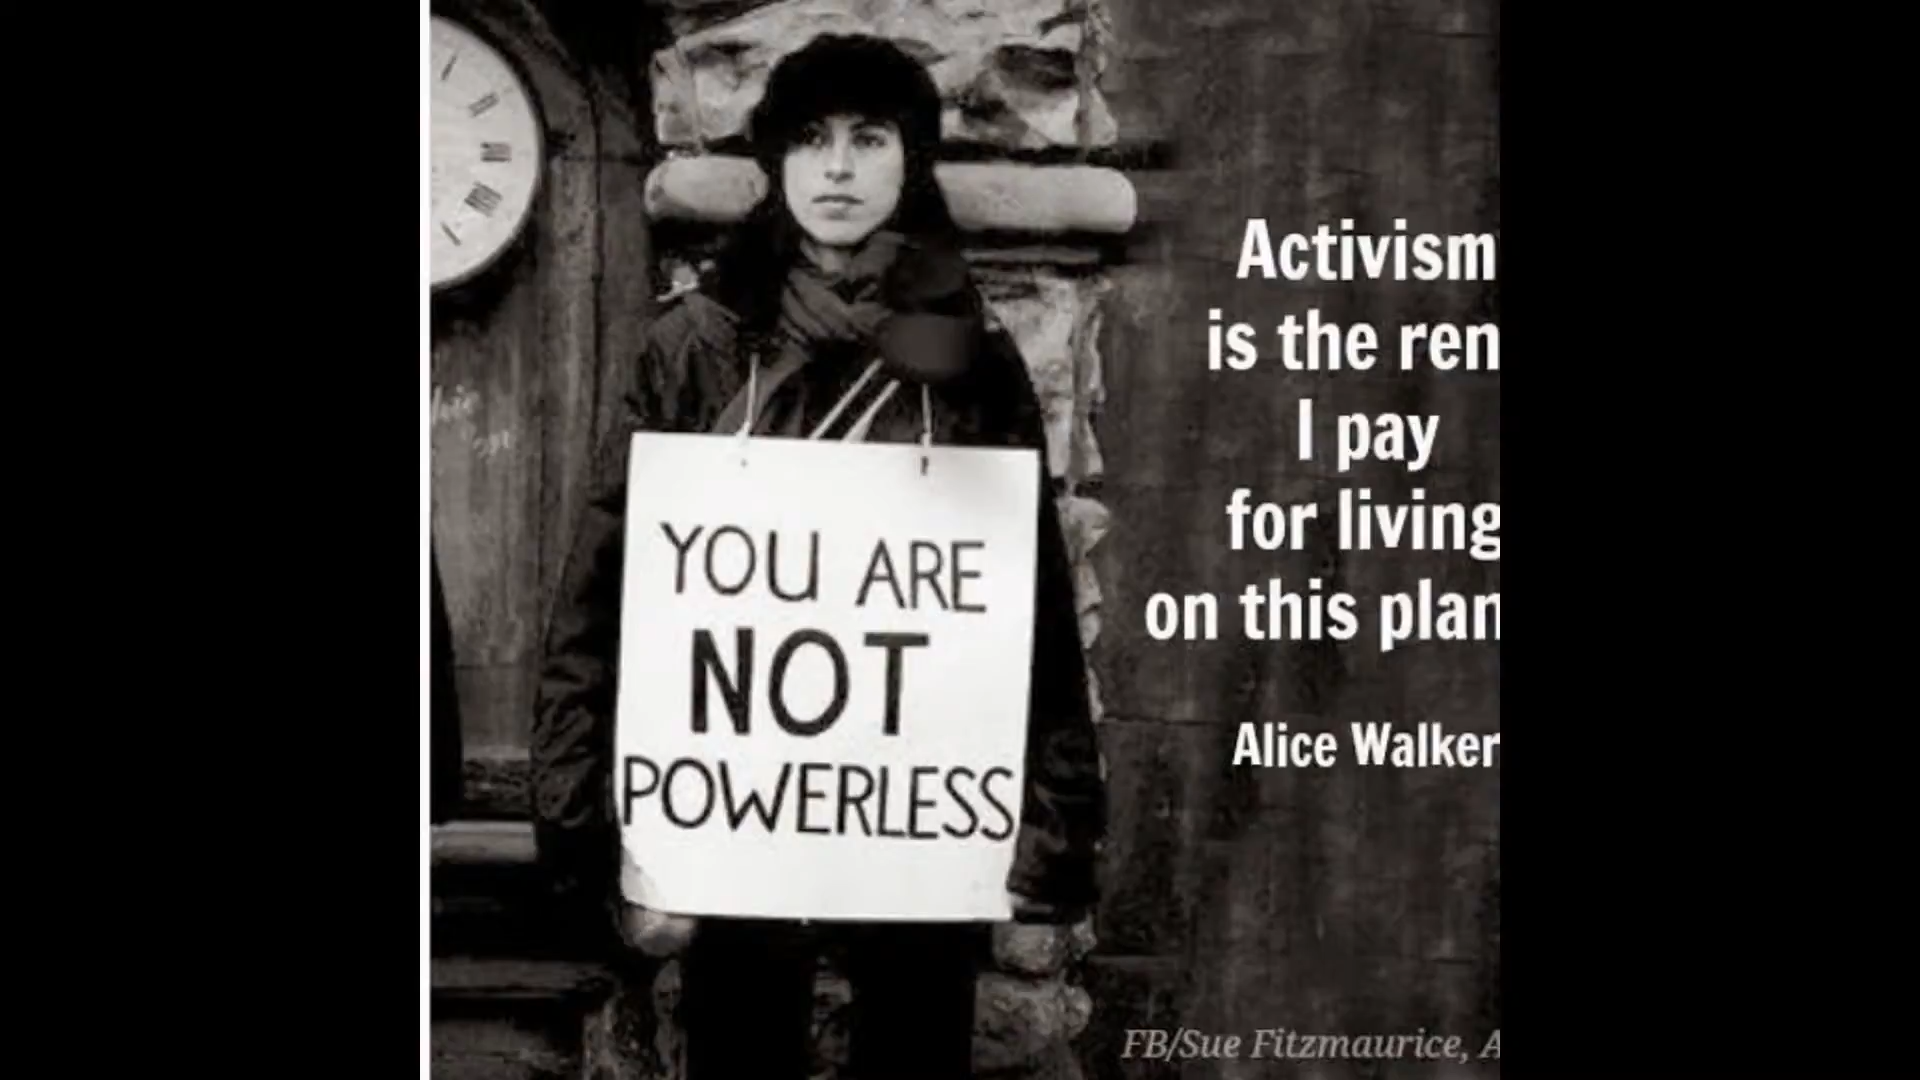 YOU ARE
NOT
POWERLESS
Activism
is the ren
I pay
for living
on this plan
Alice Walker
FB/Sue Fitzmaurice, A